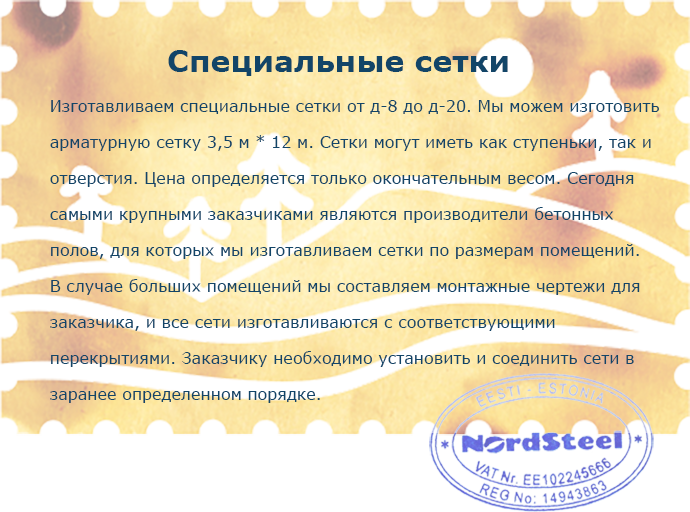 Специальные сетки
Изготавливаем специальные сетки от д-8 до д-20. Мы можем изготовить
арматурную сетку 3,5 м * 12 м. Сетки могут иметь как ступеньки, так и
отверстия. Цена определяется только окончательным весом. Сегодня
самыми крупными заказчиками являются производители бетонных
полов, для которых мы изготавливаем сетки по размерам помещений.
В случае больших помещений мы составляем монтажные чертежи для
заказчика, и все сети изготавливаются с соответствующими
перекрытиями. Заказчику необходимо установить и соединить сети в
заранее определенном порядке.
EESTI - ESTONIA
* NordSteel *
VAT Nr. EE102245666
REG No: 14943863